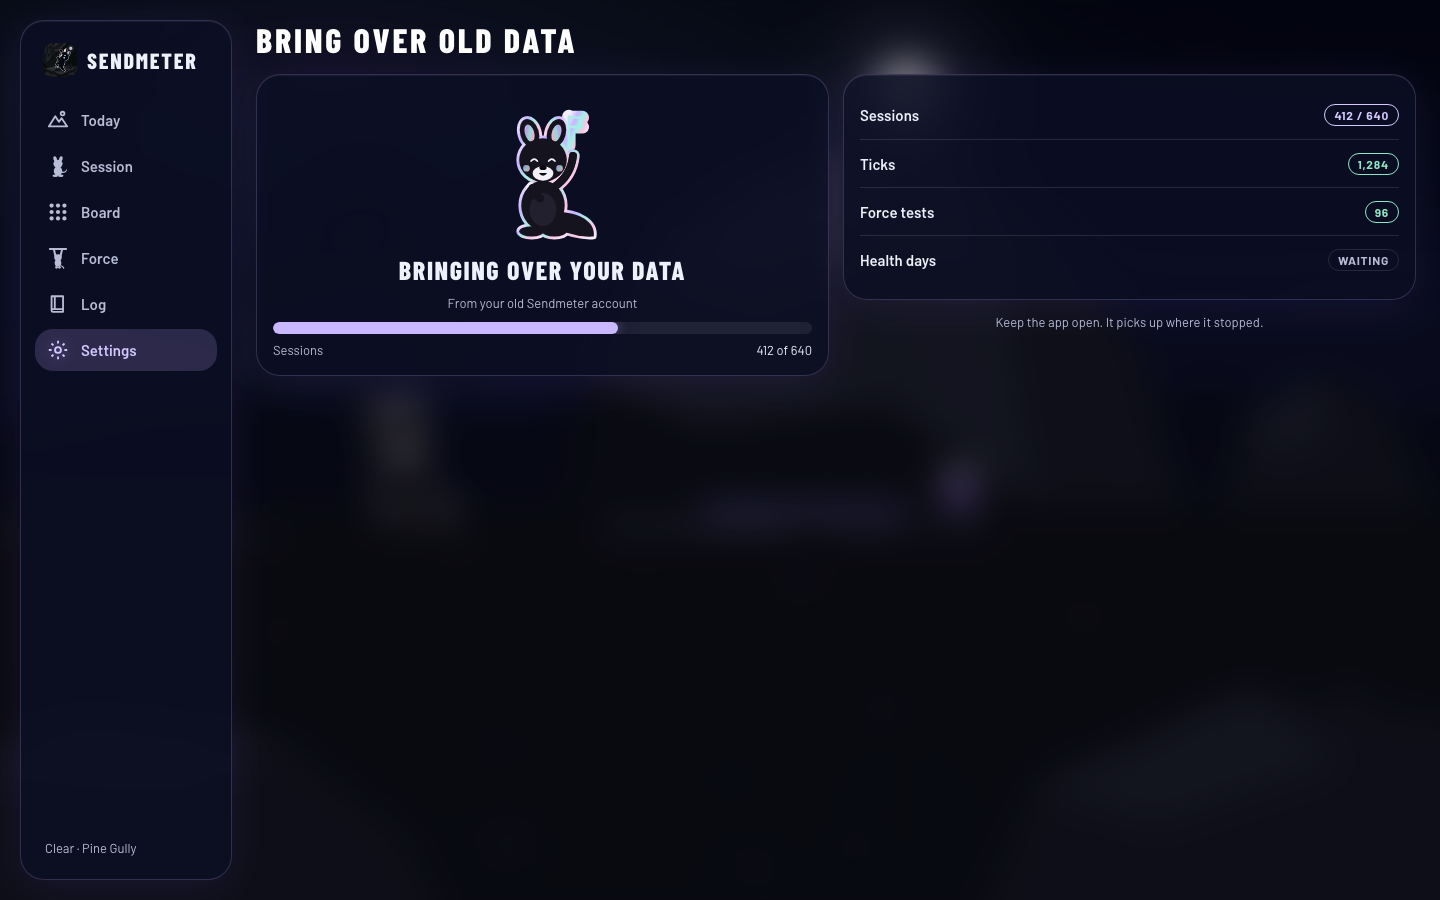 SENDMETER
Today
Session
Board
Force
Log
Settings
Clear · Pine Gully
BRING OVER OLD DATA
BRINGING OVER YOUR DATA
From your old Sendmeter account
Sessions 412 of 640
Sessions 412 / 640
Ticks 1,284
Force tests 96
Health days WAITING
Keep the app open. It picks up where it stopped.